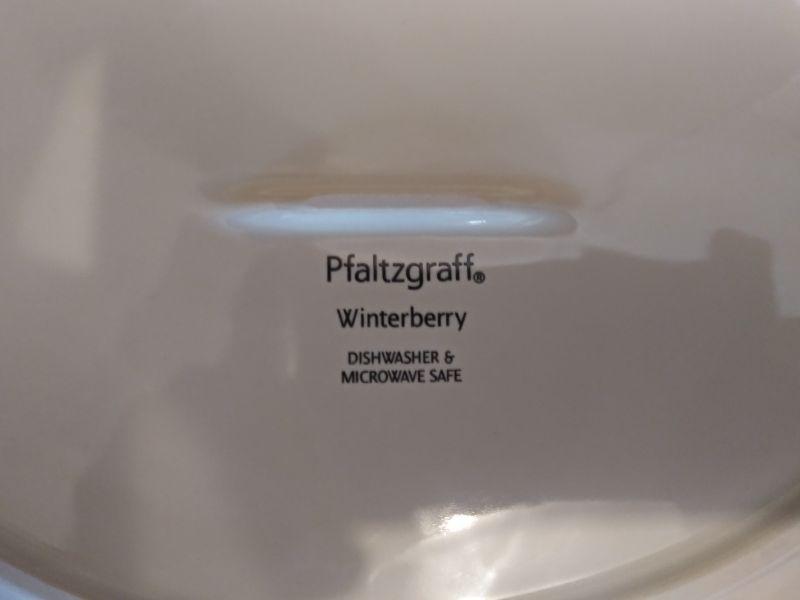 Pfaltzgraff®
Winterberry
DISHWASHER &
MICROWAVE SAFE